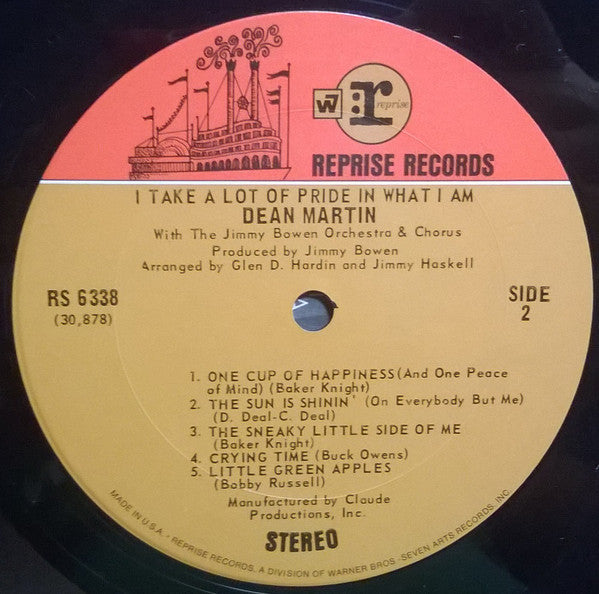 W7
:r
reprise
REPRISE RECORDS
I TAKE A LOT OF PRIDE IN WHAT I AM
DEAN MARTIN
With The Jimmy Bowen Orchestra & Chorus
Produced by Jimmy Bowen
Arranged by Glen D. Hardin and Jimmy Haskell
RS 6338
(30,878)
SIDE
2
1. ONE CUP OF HAPPINESS (And One Peace
of Mind) (Baker Knight)
2. THE SUN IS SHININ' (On Everybody But Me)
(D. Deal-C. Deal)
3. THE SNEAKY LITTLE SIDE OF ME
(Baker Knight)
4. CRYING TIME (Buck Owens)
5. LITTLE GREEN APPLES
(Bobby Russell)
Manufactured by Claude
Productions, Inc.
STEREO
MADE IN U.S.A. - REPRISE RECORDS, A DIVISION OF WARNER BROS.-SEVEN ARTS RECORDS, INC.